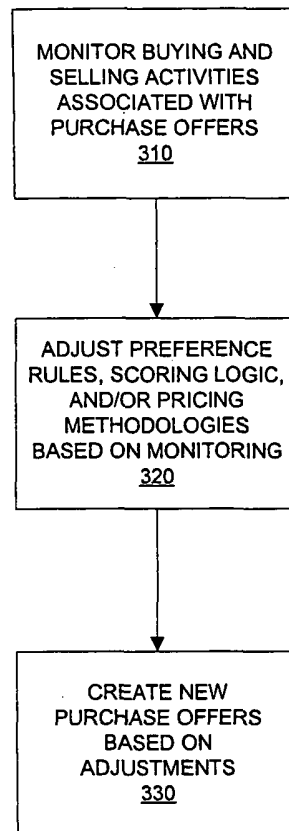 MONITOR BUYING AND
SELLING ACTIVITIES
ASSOCIATED WITH
PURCHASE OFFERS
310
ADJUST PREFERENCE
RULES, SCORING LOGIC,
AND/OR PRICING
METHODOLOGIES
BASED ON MONITORING
320
CREATE NEW
PURCHASE OFFERS
BASED ON
ADJUSTMENTS
330